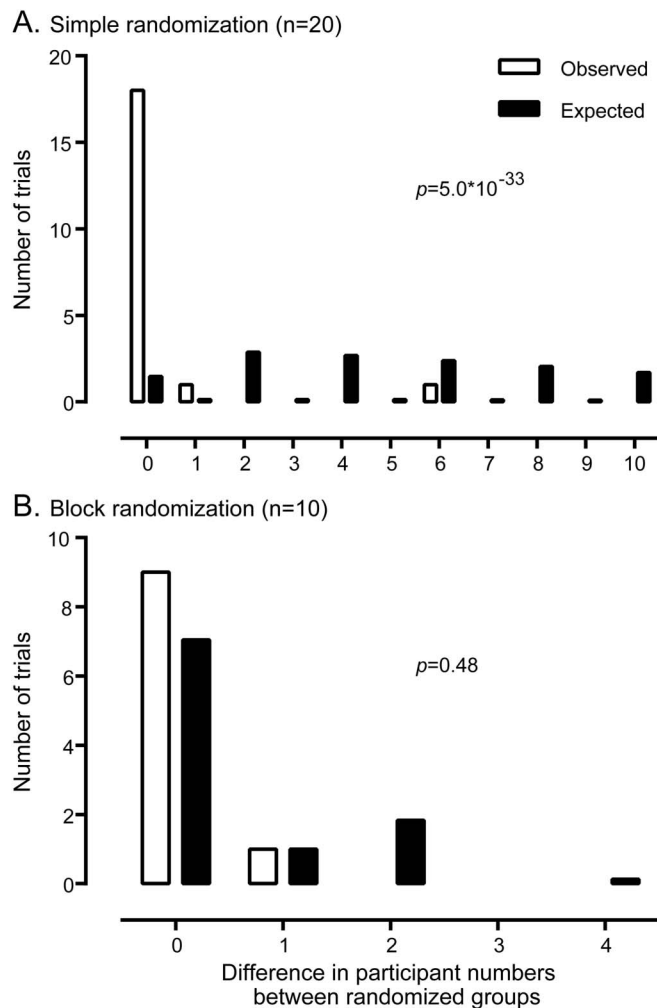 A. Simple randomization (n=20)
20
15
10
5
0
Number of trials
Observed
Expected
p=5.0*10-33
0 1 2 3 4 5 6 7 8 9 10
B. Block randomization (n=10)
10
8
6
4
2
0
Number of trials
p=0.48
0 1 2 3 4
Difference in participant numbers
between randomized groups